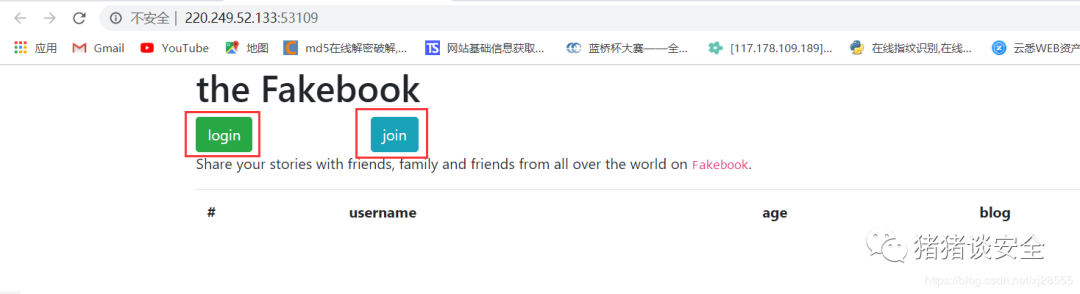 不安全 | 220.249.52.133:53109
应用 Gmail YouTube 地图 md5在线解密破解,... 网站基础信息获取... 蓝桥杯大赛——全... [117.178.109.189]... 在线指纹识别,在线... 云悉WEB资产
the Fakebook
login join
Share your stories with friends, family and friends from all over the world on Fakebook.
# username age blog
猪猪谈安全
https://blog.csdn.net/xj28555